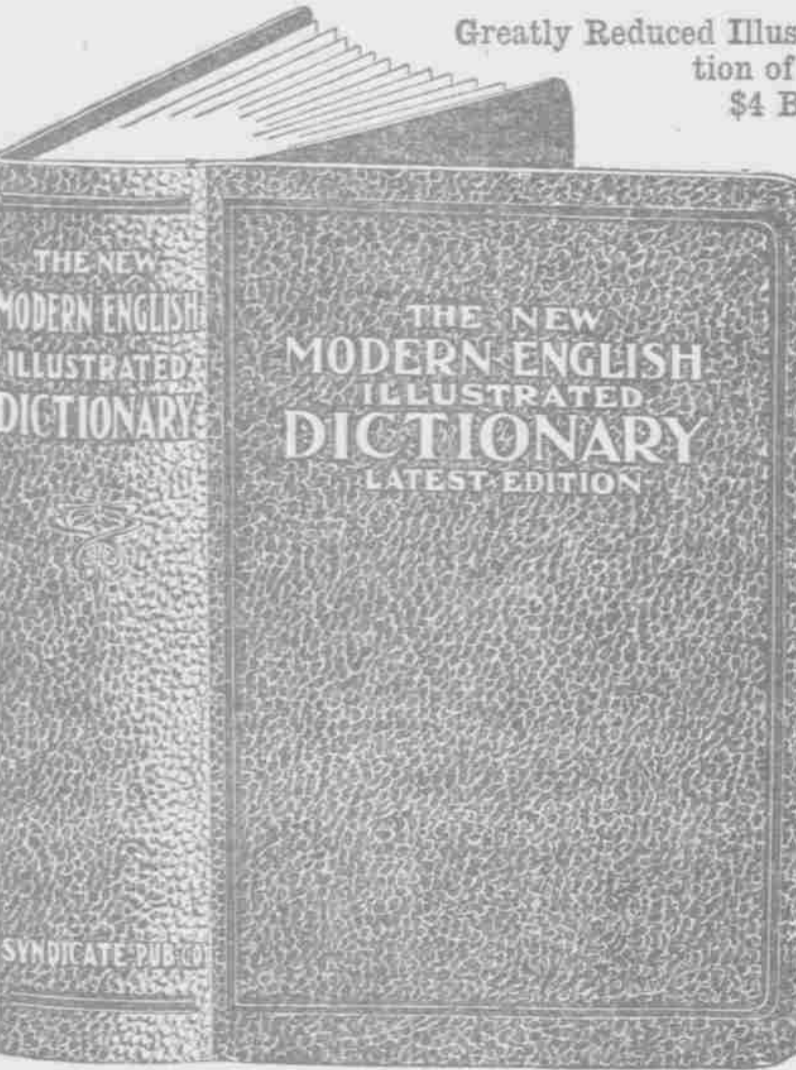 Greatly Reduced Illus
tion of
$4 B
THE NEW
MODERN ENGLISH
ILLUSTRATED
DICTIONARY
SYNDICATE PUB CO
THE NEW
MODERN ENGLISH
ILLUSTRATED
DICTIONARY
LATEST EDITION